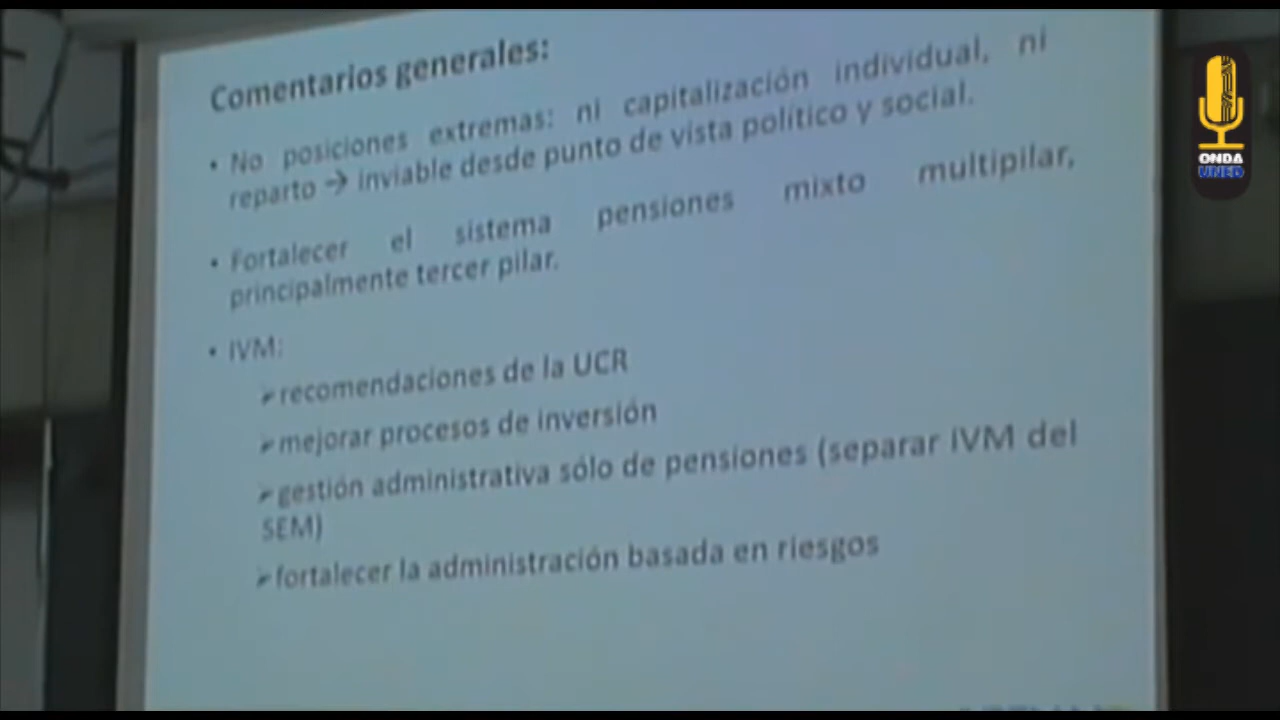 Comentarios generales:
• No posiciones extremas: ni capitalización individual, ni
reparto → inviable desde punto de vista político y social.
• Fortalecer el sistema pensiones mixto multipilar,
principalmente tercer pilar.
• IVM:
➢recomendaciones de la UCR
➢mejorar procesos de inversión
➢gestión administrativa sólo de pensiones (separar IVM del
SEM)
➢fortalecer la administración basada en riesgos
ONDA
UNED